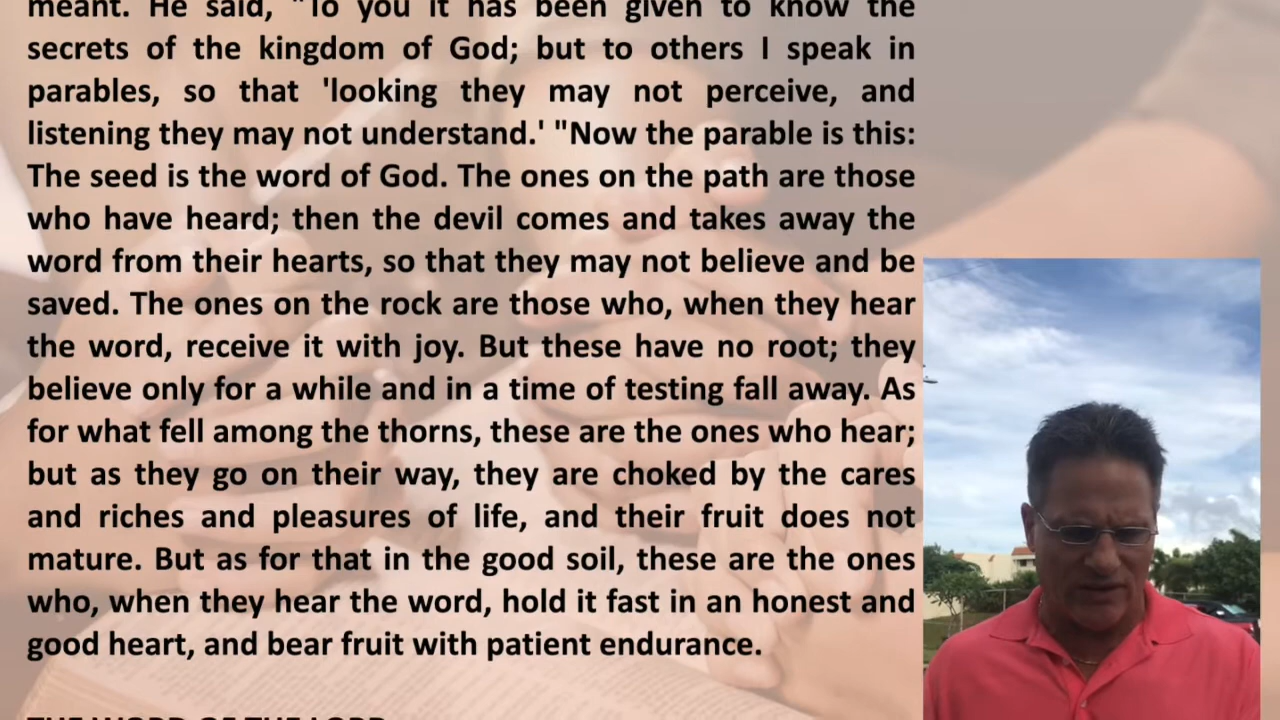 meant. He said, "To you it has been given to know the
secrets of the kingdom of God; but to others I speak in
parables, so that 'looking they may not perceive, and
listening they may not understand.' "Now the parable is this:
The seed is the word of God. The ones on the path are those
who have heard; then the devil comes and takes away the
word from their hearts, so that they may not believe and be
saved. The ones on the rock are those who, when they hear
the word, receive it with joy. But these have no root; they
believe only for a while and in a time of testing fall away. As
for what fell among the thorns, these are the ones who hear;
but as they go on their way, they are choked by the cares
and riches and pleasures of life, and their fruit does not
mature. But as for that in the good soil, these are the ones
who, when they hear the word, hold it fast in an honest and
good heart, and bear fruit with patient endurance.
THE WORD OF THE LORD